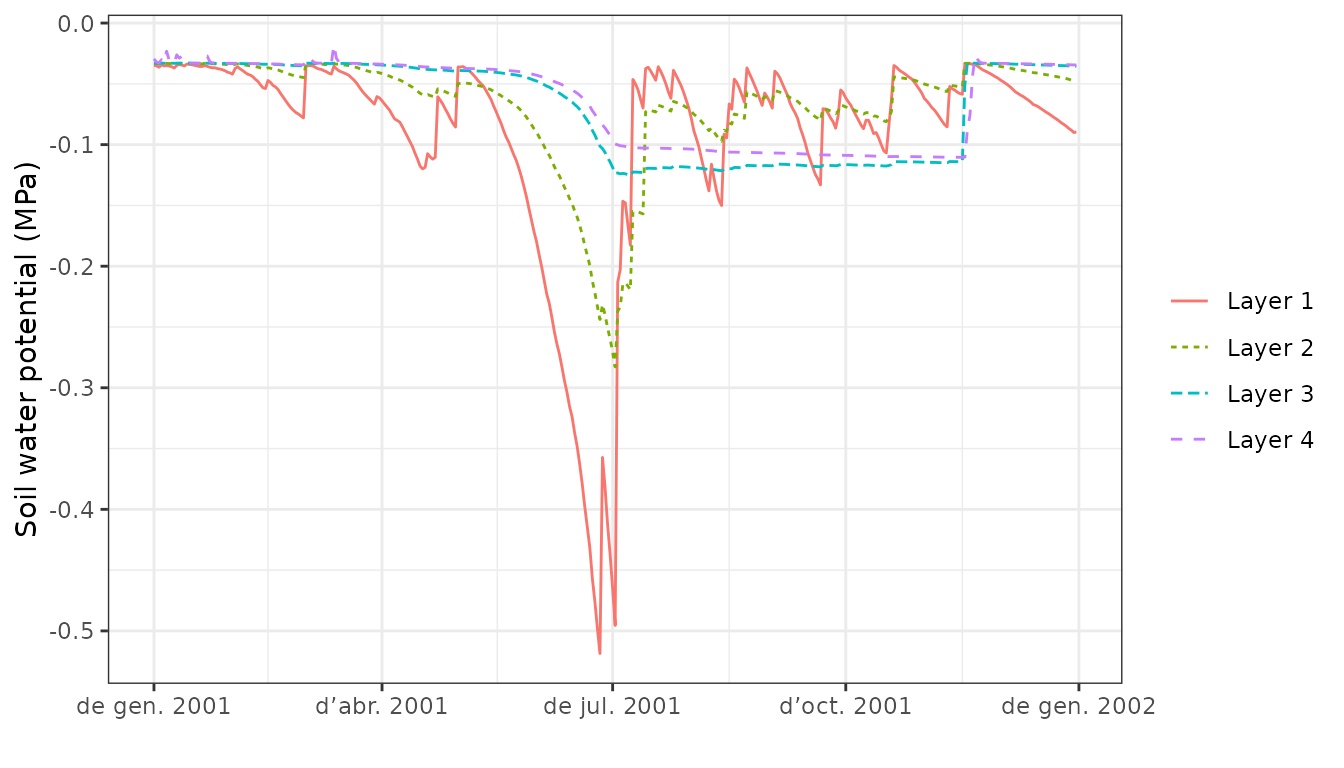 Soil water potential (MPa)
0.0
-0.1
-0.2
-0.3
-0.4
-0.5
de gen. 2001
d’abr. 2001
de jul. 2001
d’oct. 2001
de gen. 2002
Layer 1
Layer 2
Layer 3
Layer 4